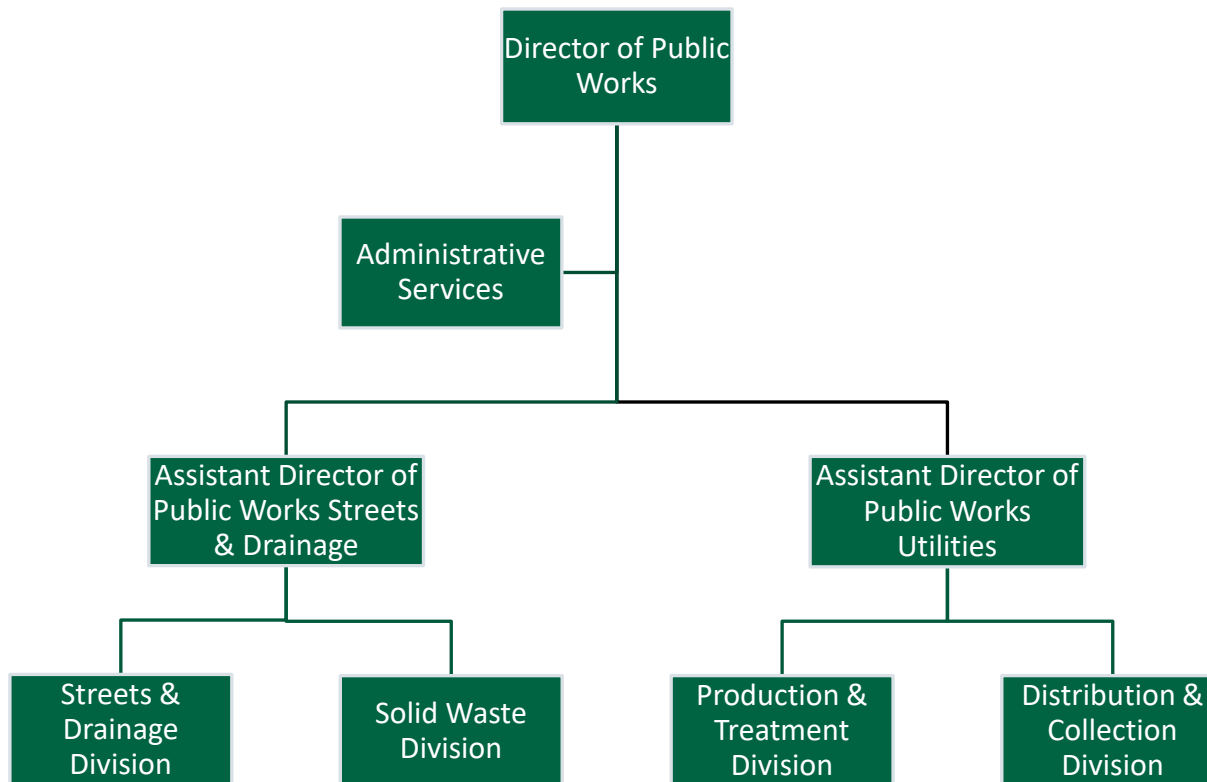 Director of Public
Works
Administrative
Services
Assistant Director of
Public Works Streets
& Drainage
Assistant Director of
Public Works
Utilities
Streets &
Drainage
Division
Solid Waste
Division
Production &
Treatment
Division
Distribution &
Collection
Division